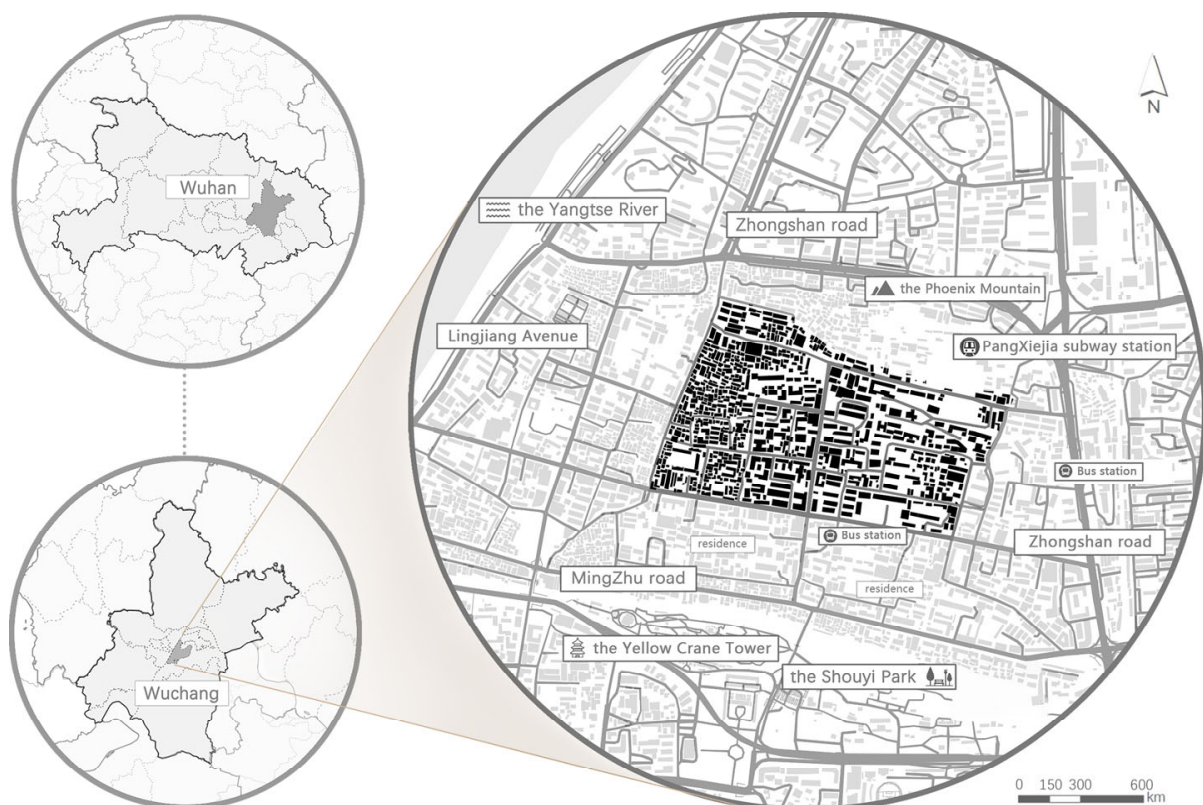 Wuhan
Wuchang
N
the Yangtse River
Zhongshan road
the Phoenix Mountain
Lingjiang Avenue
PangXiejia subway station
Bus station
Bus station
Zhongshan road
residence
MingZhu road
residence
the Yellow Crane Tower
the Shouyi Park
0 150 300 600
km